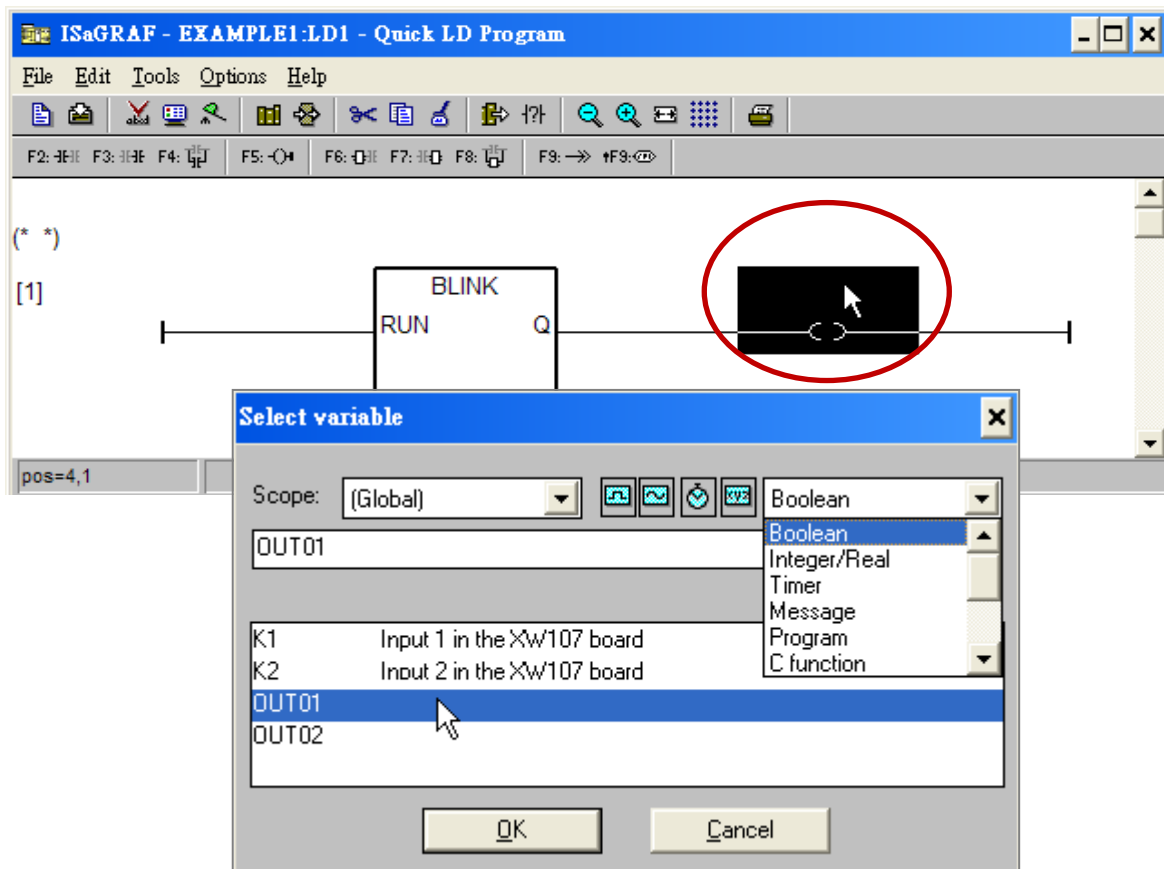 ISaGRAF - EXAMPLE1:LD1 - Quick LD Program
File Edit Tools Options Help
F2: F3: F4: F5: F6: F7: F8: F9: F9:
(* *)
[1]
BLINK
RUN Q
pos=4,1
Select variable
Scope: (Global) xyz Boolean
OUT01
Boolean
Integer/Real
Timer
Message
Program
C function
K1 Input 1 in the XW107 board
K2 Input 2 in the XW107 board
OUT01
OUT02
OK Cancel